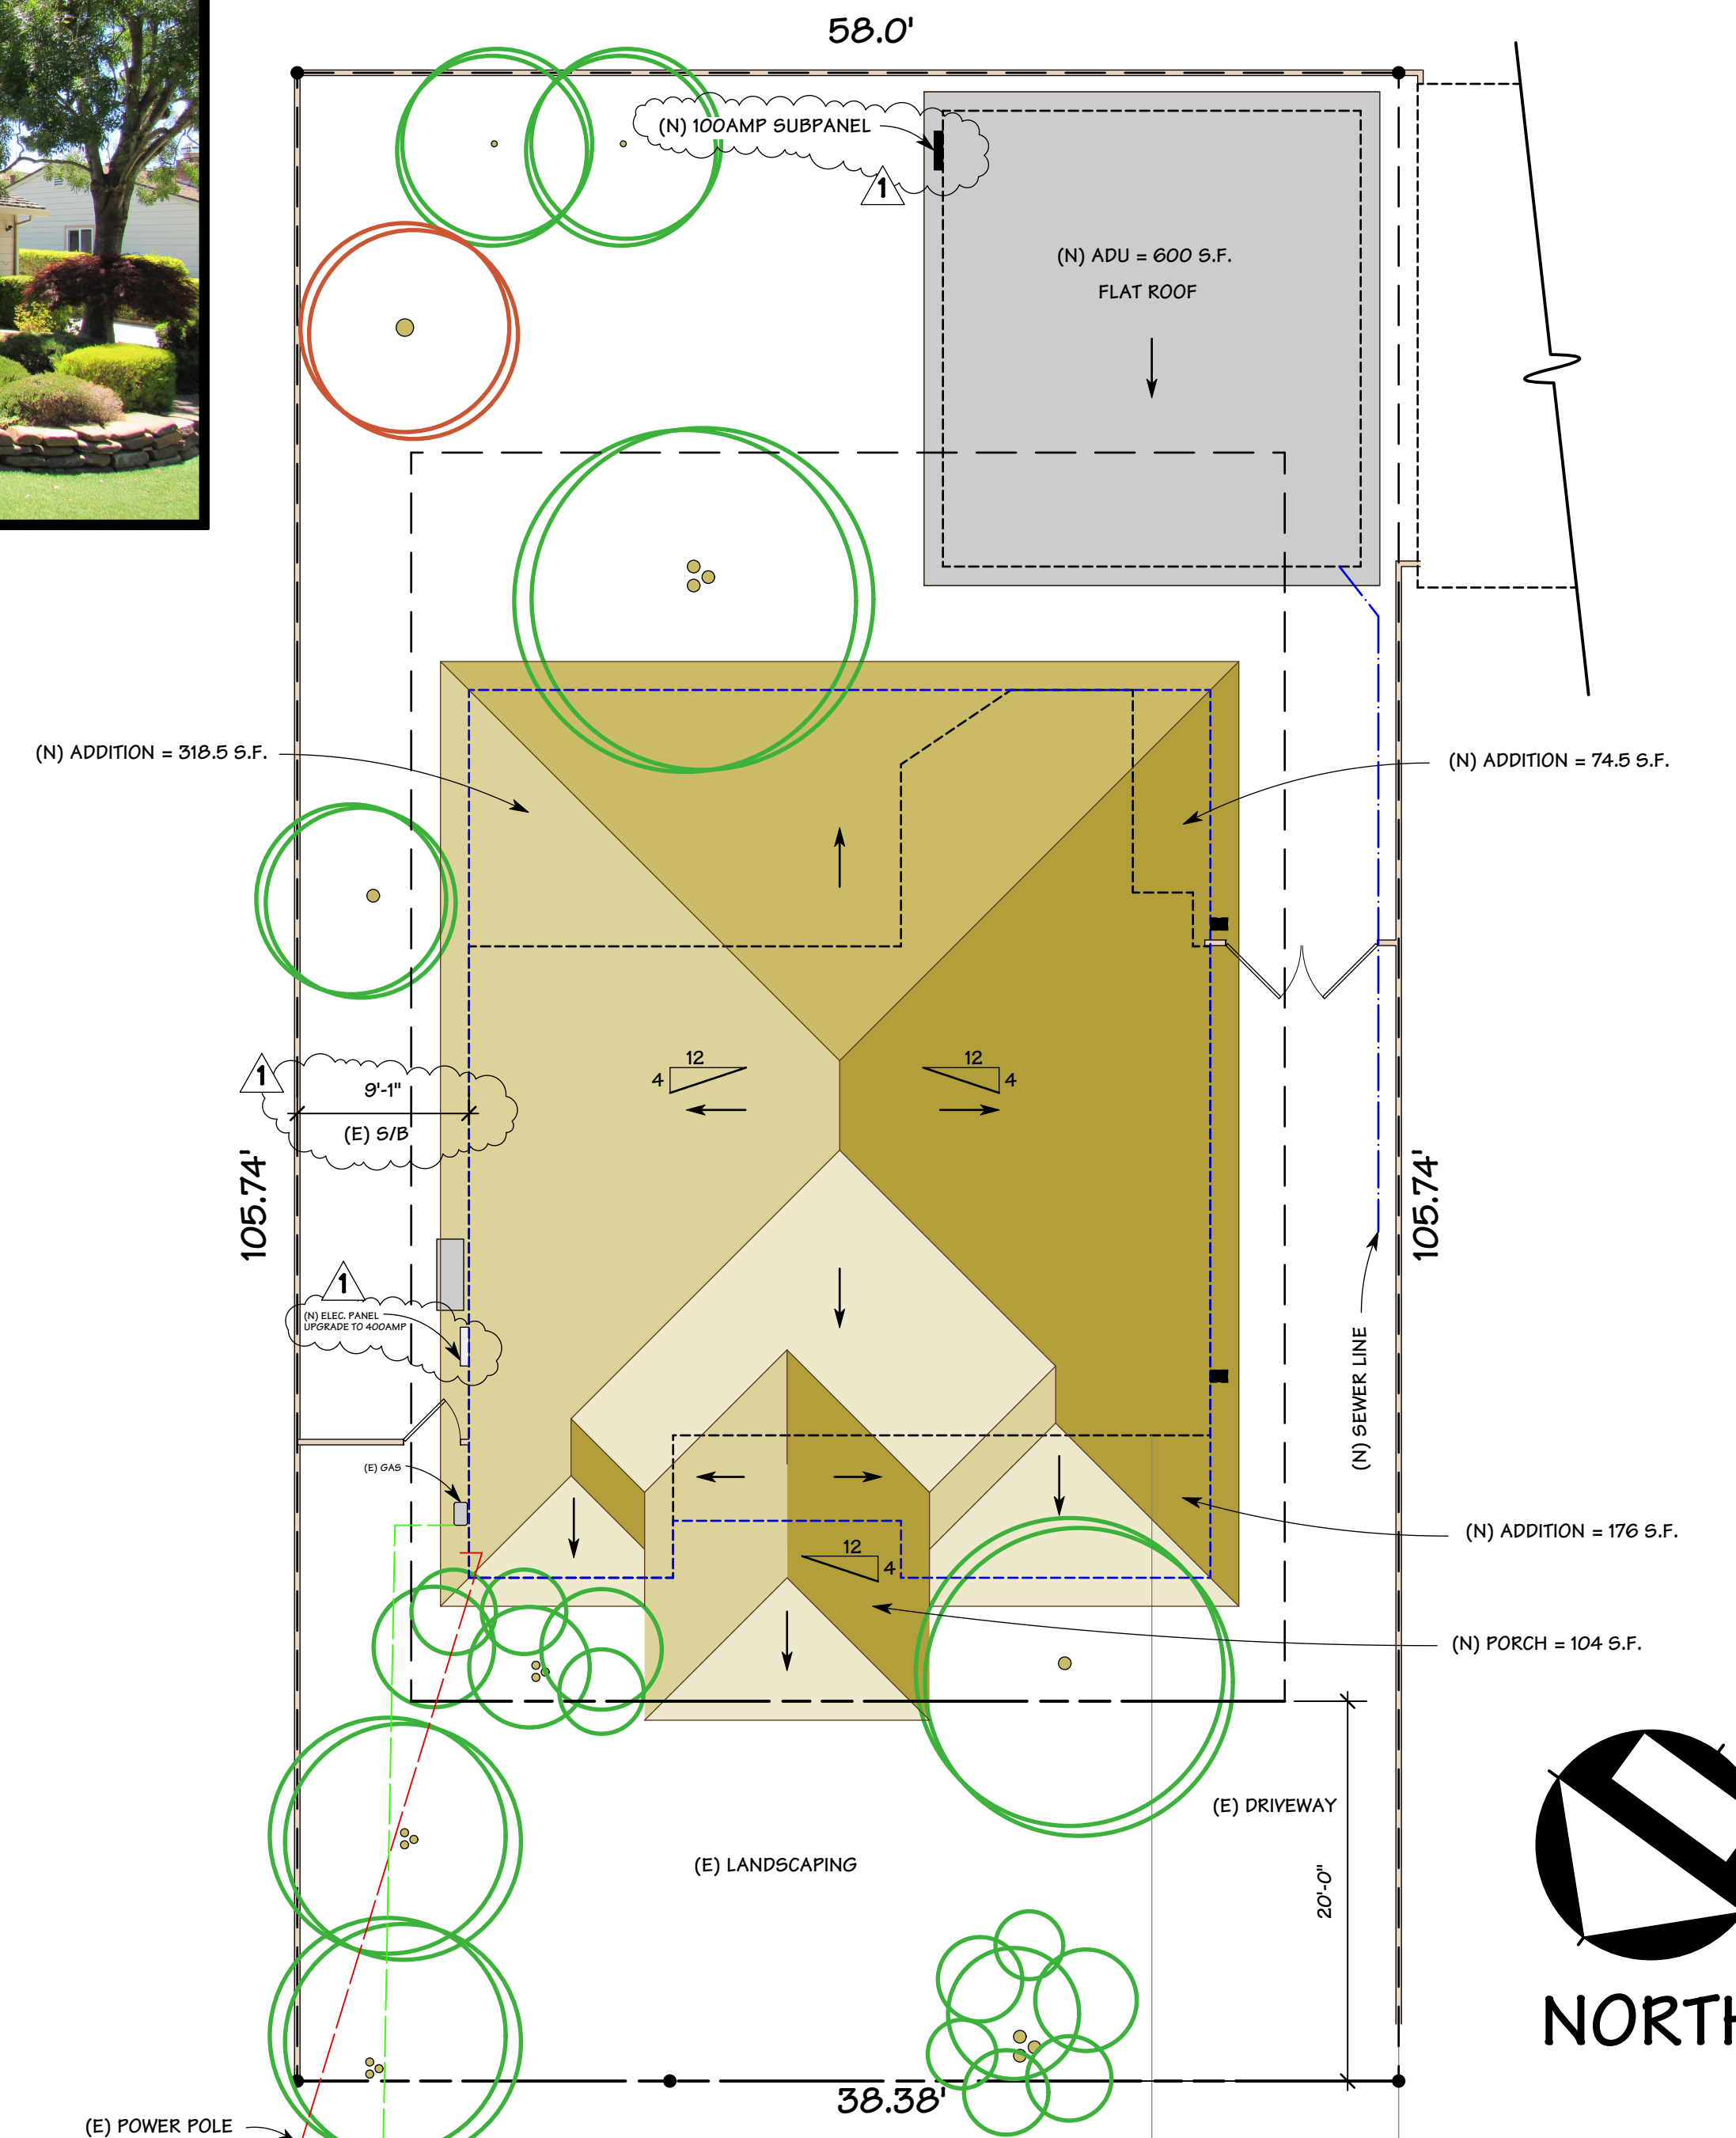 58.0'
(N) 100AMP SUBPANEL
1
(N) ADU = 600 S.F.
FLAT ROOF
(N) ADDITION = 318.5 S.F.
(N) ADDITION = 74.5 S.F.
12
4
12
4
1
9'-1"
(E) S/B
105.74'
105.74'
1
(N) ELEC. PANEL
UPGRADE TO 400AMP
(N) SEWER LINE
(E) GAS
12
4
(N) ADDITION = 176 S.F.
(N) PORCH = 104 S.F.
(E) DRIVEWAY
(E) LANDSCAPING
20'-0"
NORTH
38.38'
(E) POWER POLE